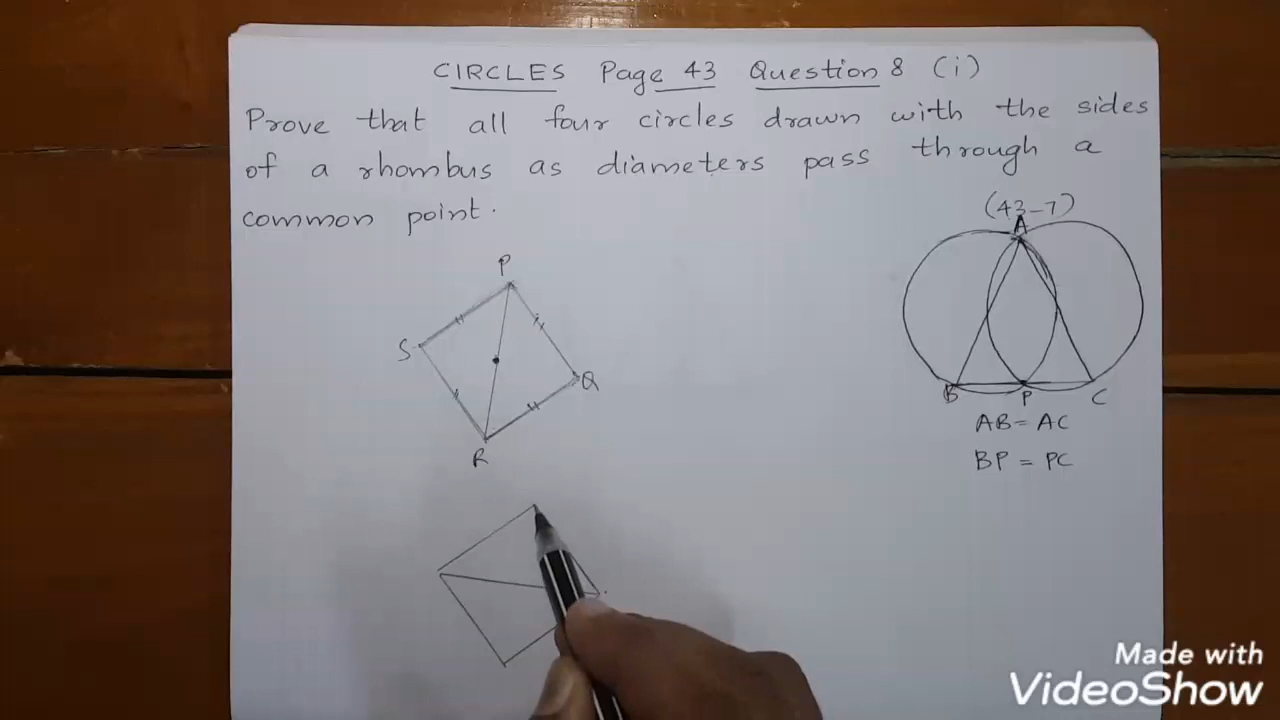 CIRCLES Page 43 Question 8 (i)
Prove that all four circles drawn with the sides
of a rhombus as diameters pass through a
common point.
(43-7)
A
P
S
Q
R
B P C
AB = AC
BP = PC
Made with
VideoShow